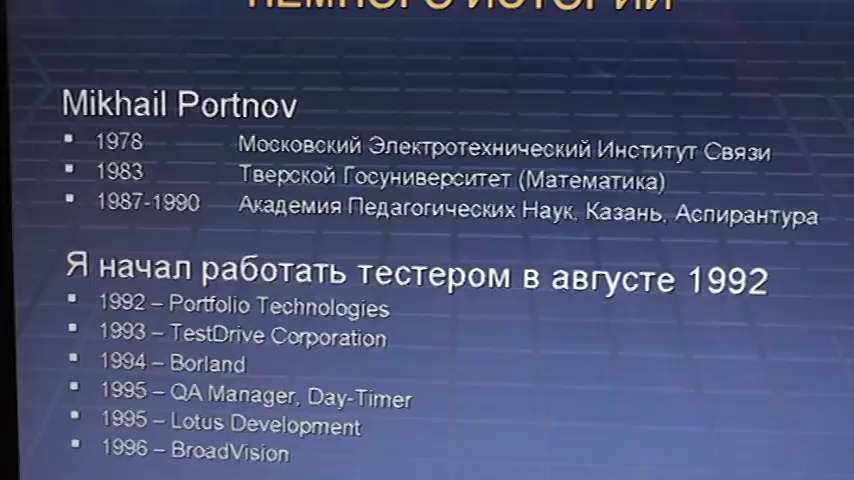 НЕМНОГО ИСТОРИИ
Mikhail Portnov
1978 Московский Электротехнический Институт Связи
1983 Тверской Госуниверситет (Математика)
1987-1990 Академия Педагогических Наук, Казань, Аспирантура
Я начал работать тестером в августе 1992
1992 – Portfolio Technologies
1993 – TestDrive Corporation
1994 – Borland
1995 – QA Manager, Day-Timer
1995 – Lotus Development
1996 – BroadVision